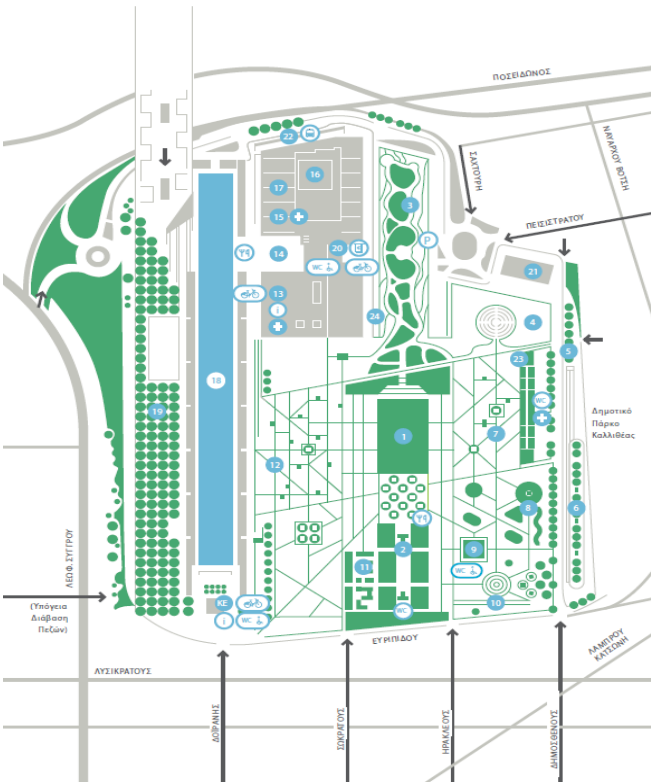 ΠΟΣΕΙΔΩΝΟΣ
ΝΑΥΑΡΧΟΥ ΒΟΤΣΗ
ΣΑΧΤΟΥΡΗ
ΠΕΙΣΙΣΤΡΑΤΟΥ
22
16
17
3
15
P
20
14
WC
21
13
i
24
4
5
23
18
WC
Δημοτικό
Πάρκο
Καλλιθέας
19
1
7
12
6
8
2
9
11
WC
ΛΕΩΦ. ΣΥΓΓΡΟΥ
(Υπόγεια
Διάβαση
Πεζών)
KE
i
WC
WC
10
ΕΥΡΙΠΙΔΟΥ
ΛΑΜΠΡΟΥ
ΚΑΤΣΩΝΗ
ΛΥΣΙΚΡΑΤΟΥΣ
ΔΟΪΡΑΝΗΣ
ΣΩΚΡΑΤΟΥΣ
ΗΡΑΚΛΕΟΥΣ
ΔΗΜΟΣΘΕΝΟΥΣ